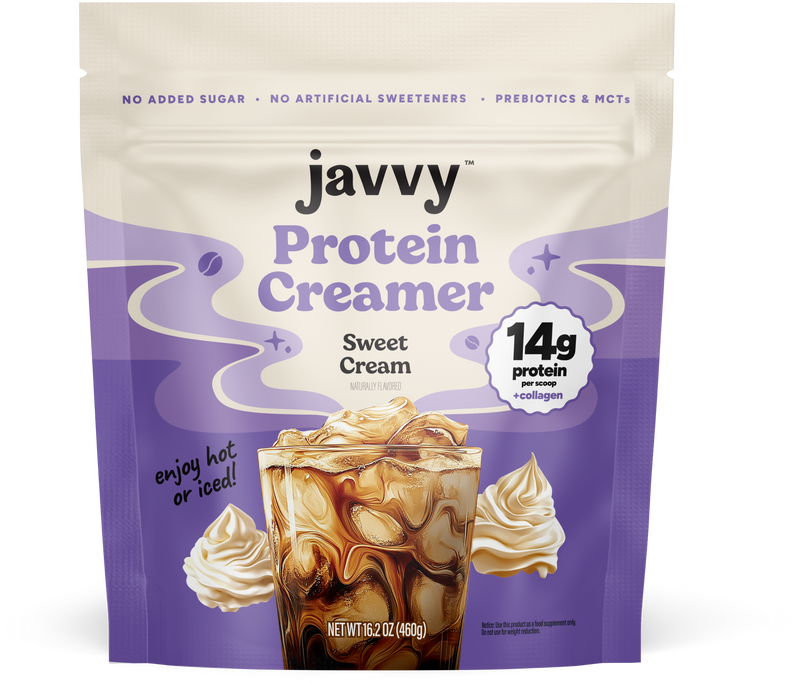 NO ADDED SUGAR • NO ARTIFICIAL SWEETENERS • PREBIOTICS & MCTs
javvy™
Protein
Creamer
Sweet
Cream
NATURALLY FLAVORED
14g
protein
per scoop
+collagen
enjoy hot
or iced!
NET WT 16.2 OZ (460g)
Notice: Use this product as a food supplement only.
Do not use for weight reduction.